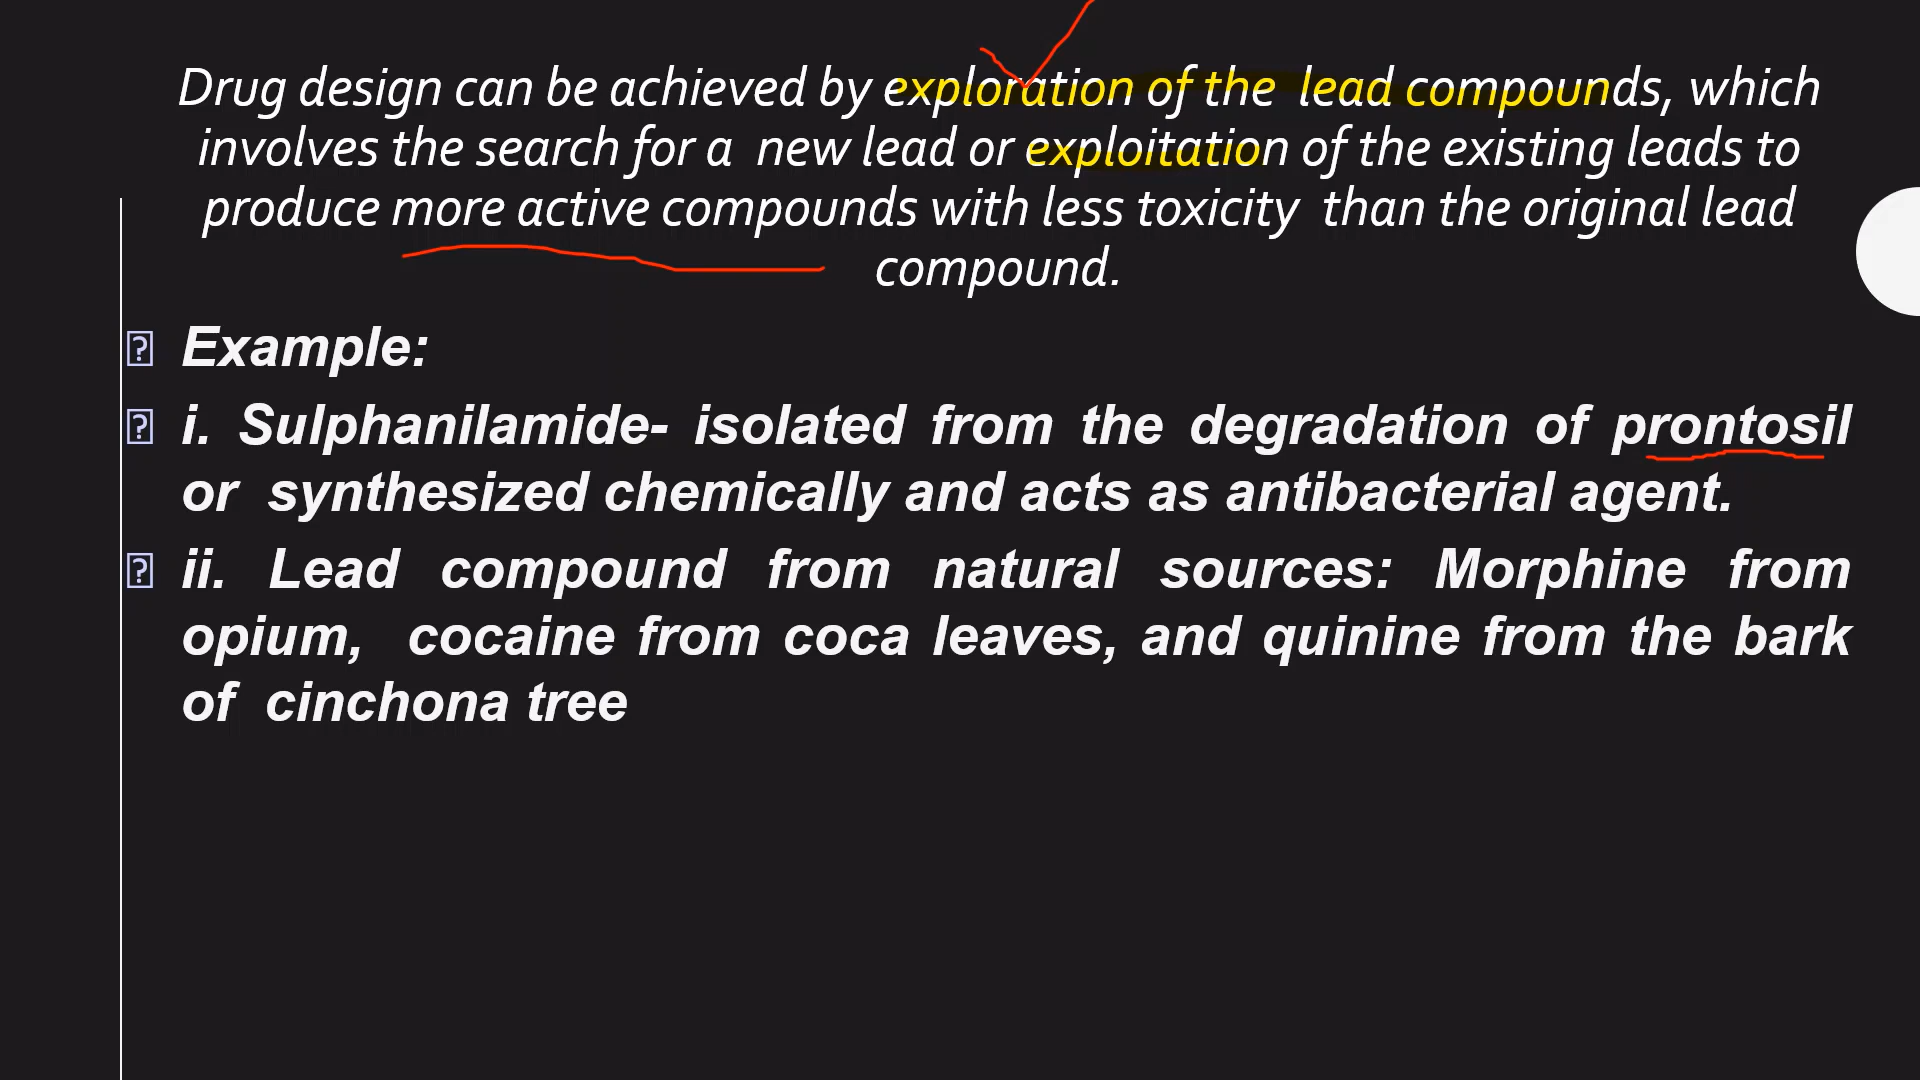 Drug design can be achieved by exploration of the lead compounds, which
involves the search for a new lead or exploitation of the existing leads to
produce more active compounds with less toxicity than the original lead
compound.
Example:
i. Sulphanilamide- isolated from the degradation of prontosil
or synthesized chemically and acts as antibacterial agent.
ii. Lead compound from natural sources: Morphine from
opium, cocaine from coca leaves, and quinine from the bark
of cinchona tree